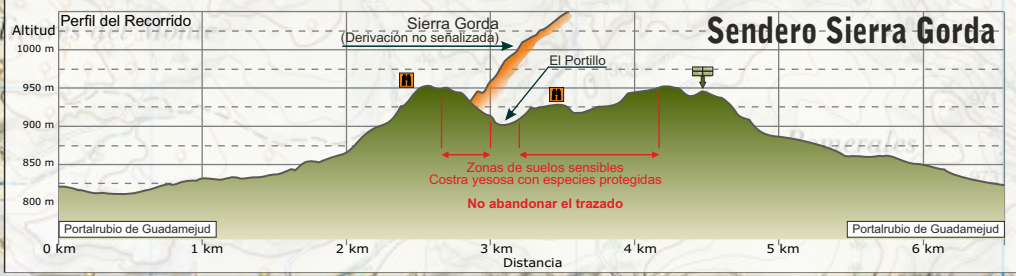 Perfil del Recorrido
Sendero Sierra Gorda
Altitud
Sierra Gorda
(Derivación no señalizada)
El Portillo
1000 m
950 m
900 m
850 m
800 m
Zonas de suelos sensibles
Costra yesosa con especies protegidas
No abandonar el trazado
Portalrubio de Guadamejud
Portalrubio de Guadamejud
0 km
1 km
2 km
3 km
4 km
5 km
6 km
Distancia